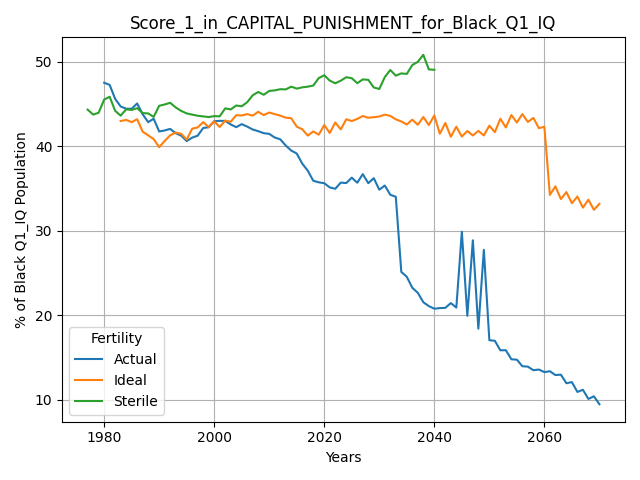 Score_1_in_CAPITAL_PUNISHMENT_for_Black_Q1_IQ
% of Black Q1_IQ Population
50
40
30
20
10
Fertility
Actual
Ideal
Sterile
1980
2000
2020
2040
2060
Years